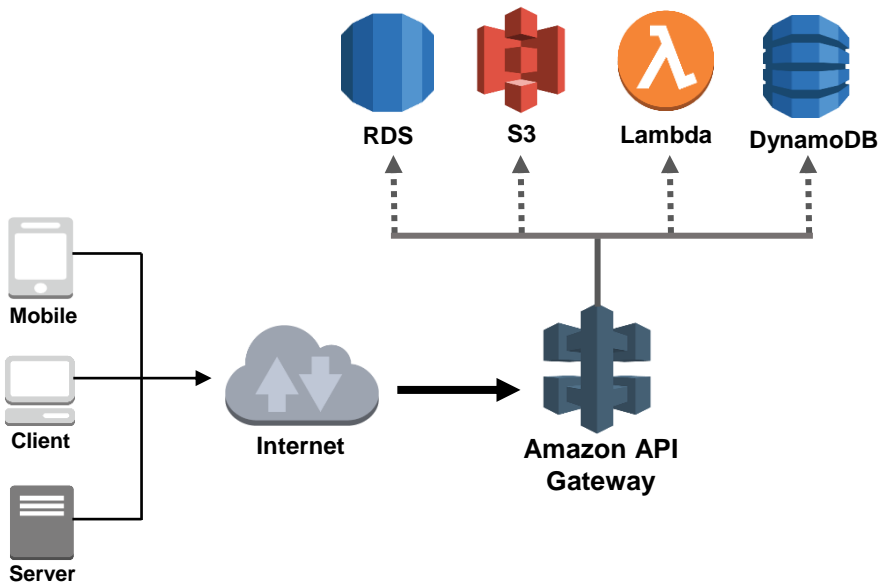 RDS
S3
Lambda
DynamoDB
Mobile
Client
Server
Internet
Amazon API
Gateway